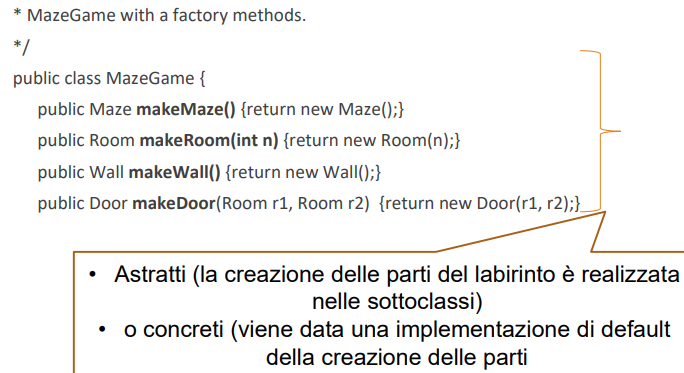 * MazeGame with a factory methods.
*/
public class MazeGame {
public Maze makeMaze() {return new Maze();}
public Room makeRoom(int n) {return new Room(n);}
public Wall makeWall() {return new Wall();}
public Door makeDoor(Room r1, Room r2) {return new Door(r1, r2);}
• Astratti (la creazione delle parti del labirinto è realizzata
nelle sottoclassi)
• o concreti (viene data una implementazione di default
della creazione delle parti